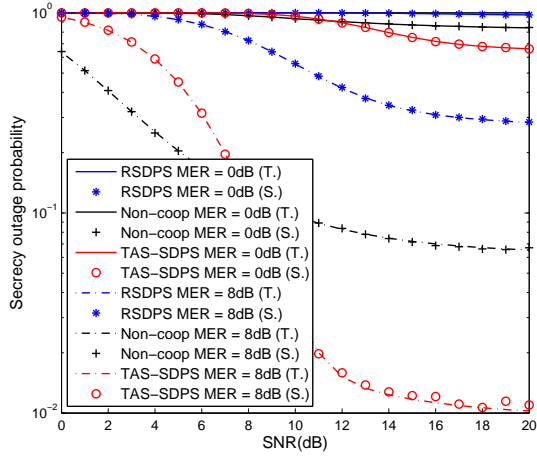 10^0
10^-1
10^-2
Secrecy outage probability
RSDPS MER = 0dB (T.)
RSDPS MER = 0dB (S.)
Non-coop MER = 0dB (T.)
Non-coop MER = 0dB (S.)
TAS-SDPS MER = 0dB (T.)
TAS-SDPS MER = 0dB (S.)
RSDPS MER = 8dB (T.)
RSDPS MER = 8dB (S.)
Non-coop MER = 8dB (T.)
Non-coop MER = 8dB (S.)
TAS-SDPS MER = 8dB (T.)
TAS-SDPS MER = 8dB (S.)
0 2 4 6 8 10 12 14 16 18 20
SNR(dB)